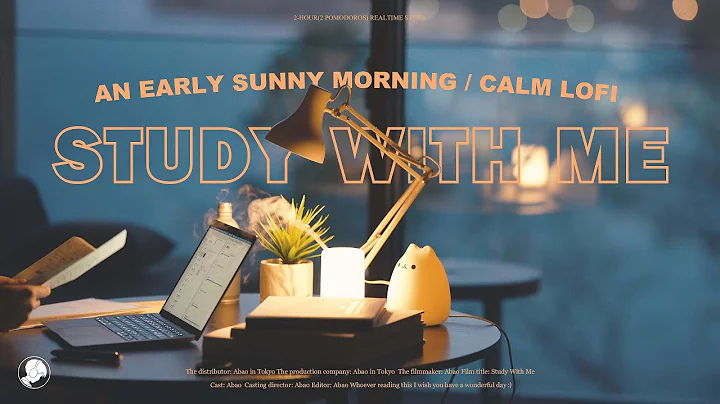 2-HOUR(2 POMODOROS) REALTIME STUDY
AN EARLY SUNNY MORNING / CALM LOFI
STUDY WITH ME
The distributor: Abao in Tokyo The production company: Abao in Tokyo The filmmaker: Abao Film title: Study With Me
Cast: Abao Casting director: Abao Editor: Abao Whoever reading this I wish you have a wonderful day :)